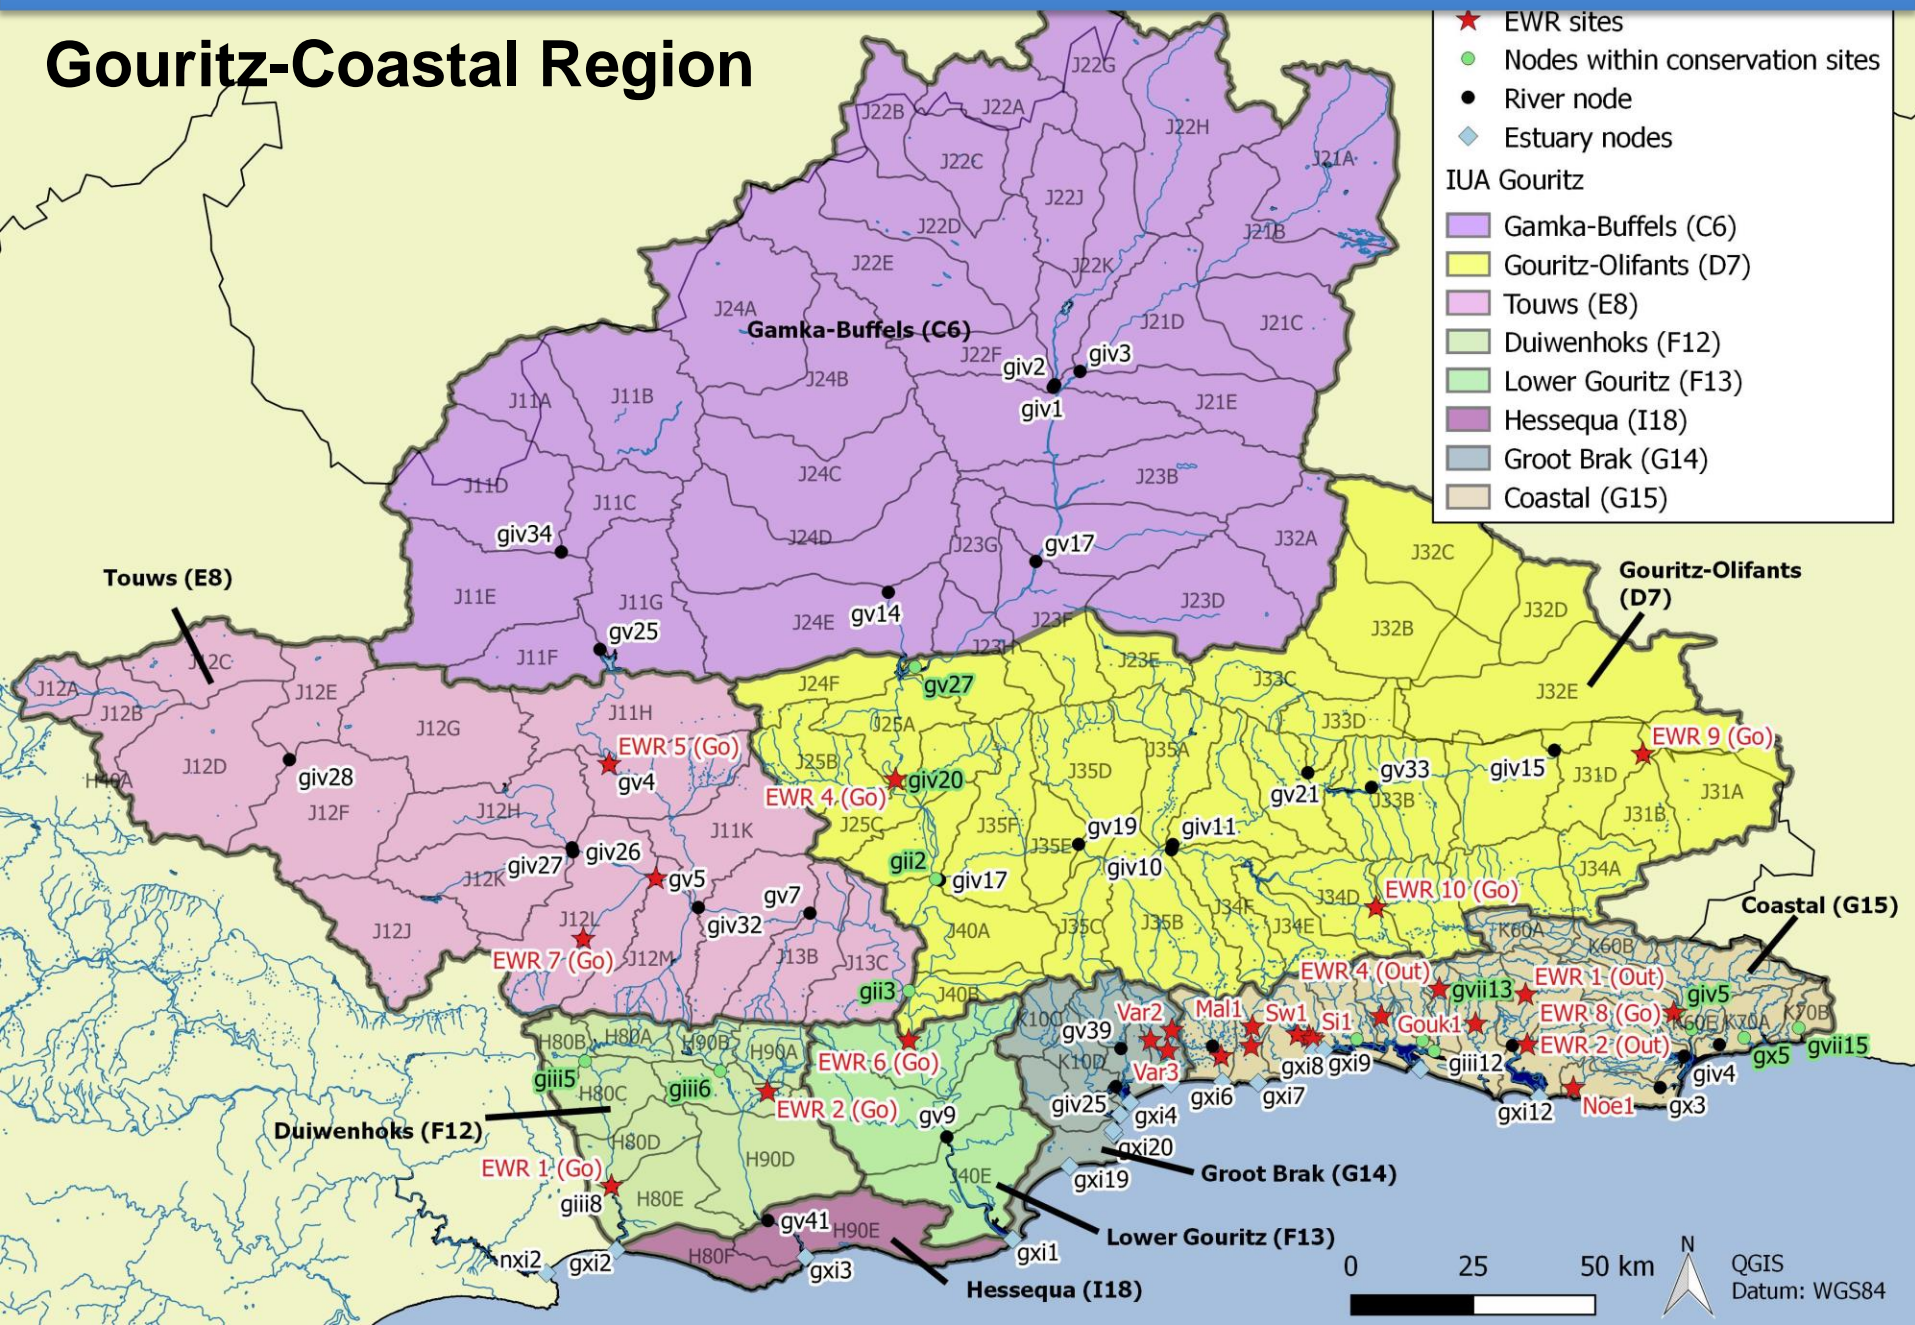 Gouritz-Coastal Region
EWR sites
Nodes within conservation sites
River node
Estuary nodes
IUA Gouritz
Gamka-Buffels (C6)
Gouritz-Olifants (D7)
Touws (E8)
Duiwenhoks (F12)
Lower Gouritz (F13)
Hessequa (I18)
Groot Brak (G14)
Coastal (G15)
J22G
J22B
J22A
J22H
J22C
J21A
J22J
J22D
J21B
J22E
J22K
J24A
J21D
J21C
Gamka-Buffels (C6)
J22F
giv2
giv3
J24B
J11A
J11B
giv1
J21E
J24C
J23B
J11D
J11C
giv34
J24D
J23G
gv17
J32A
J32C
Touws (E8)
Gouritz-Olifants
(D7)
J11E
J11G
gv14
J23D
J32D
J24E
J23F
J32B
gv25
J11F
J23H
J12C
J23E
J12A
J12E
J24F
gv27
J33C
J32E
J12B
J12G
J11H
J25A
J33D
EWR 5 (Go)
J35A
EWR 9 (Go)
J12D
H40A
giv28
gv4
J25B
giv20
J35D
gv33
giv15
J31D
EWR 4 (Go)
gv21
J33B
J31A
J12F
J12H
J11K
J25C
J35F
gv19
giv11
J31B
J35E
giv27
giv26
gii2
giv10
J34A
J12K
gv5
gv7
giv17
J34D
EWR 10 (Go)
J12L
giv32
J34F
Coastal (G15)
J12J
J40A
J35C
J35B
J34E
K60A
K60B
EWR 7 (Go)
J12M
J13B
J13C
EWR 4 (Out)
EWR 1 (Out)
gii3
J40B
gvii13
giv5
K10C
Var2
Mal1
Sw1
Si1
Gouk1
EWR 8 (Go)
K60E
K70A
K70B
H80B
H80A
H90B
H90A
gv39
EWR 2 (Out)
gvii15
EWR 6 (Go)
K10D
Var3
gxi8
gxi9
giii12
giv4
gx5
giii5
H80C
giii6
EWR 2 (Go)
giv25
gxi4
gxi6
gxi7
gxi12
Noe1
gx3
Duiwenhoks (F12)
gv9
H80D
gxi20
EWR 1 (Go)
H90D
J40E
gxi19
Groot Brak (G14)
giii8
H80E
gv41
H90E
Lower Gouritz (F13)
nxi2
gxi2
H80F
gxi3
gxi1
Hessequa (I18)
0 25 50 km
N
QGIS
Datum: WGS84